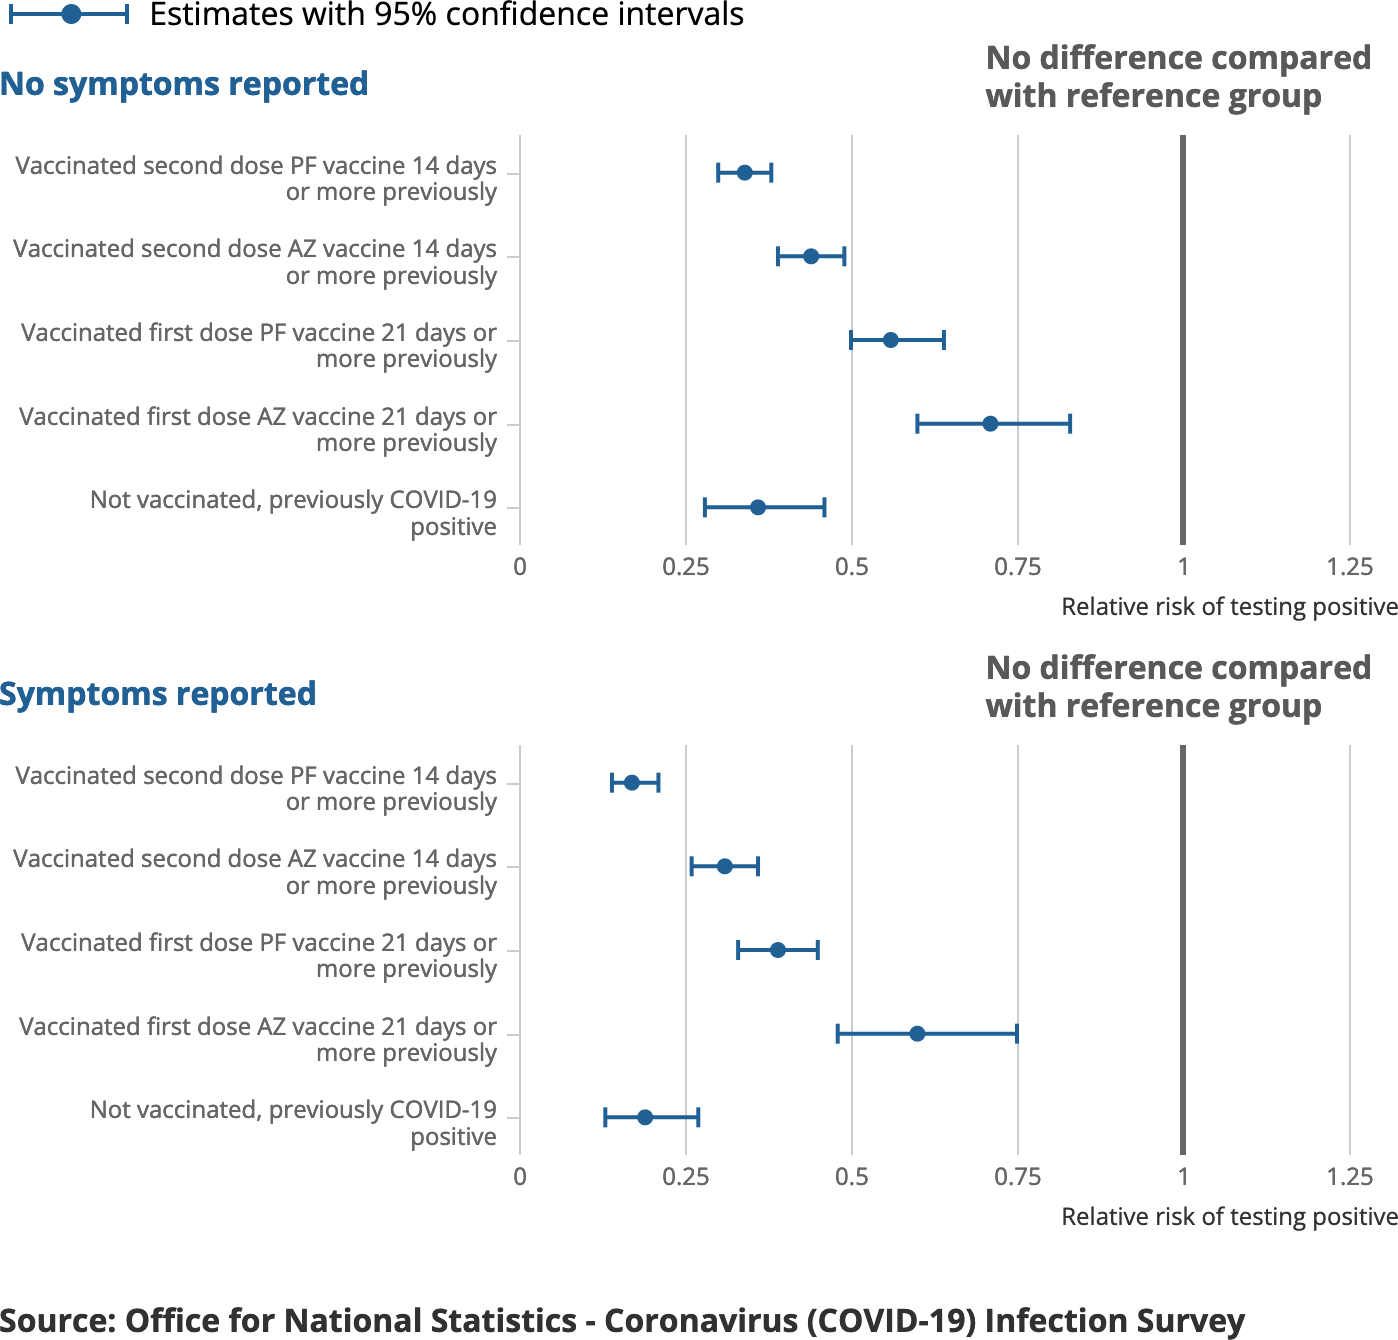 Estimates with 95% confidence intervals
No symptoms reported
No difference compared
with reference group
Vaccinated second dose PF vaccine 14 days
or more previously
Vaccinated second dose AZ vaccine 14 days
or more previously
Vaccinated first dose PF vaccine 21 days or
more previously
Vaccinated first dose AZ vaccine 21 days or
more previously
Not vaccinated, previously COVID-19
positive
0 0.25 0.5 0.75 1 1.25
Relative risk of testing positive
Symptoms reported
No difference compared
with reference group
Vaccinated second dose PF vaccine 14 days
or more previously
Vaccinated second dose AZ vaccine 14 days
or more previously
Vaccinated first dose PF vaccine 21 days or
more previously
Vaccinated first dose AZ vaccine 21 days or
more previously
Not vaccinated, previously COVID-19
positive
0 0.25 0.5 0.75 1 1.25
Relative risk of testing positive
Source: Office for National Statistics - Coronavirus (COVID-19) Infection Survey